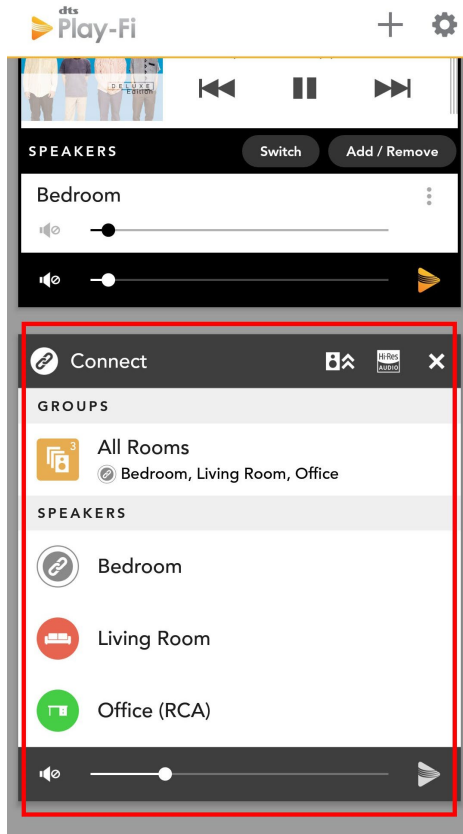 dts
Play-Fi
DELUXE
Edition
SPEAKERS
Switch
Add / Remove
Bedroom
Connect
Hi-Res
AUDIO
GROUPS
3
All Rooms
Bedroom, Living Room, Office
SPEAKERS
Bedroom
Living Room
Office (RCA)